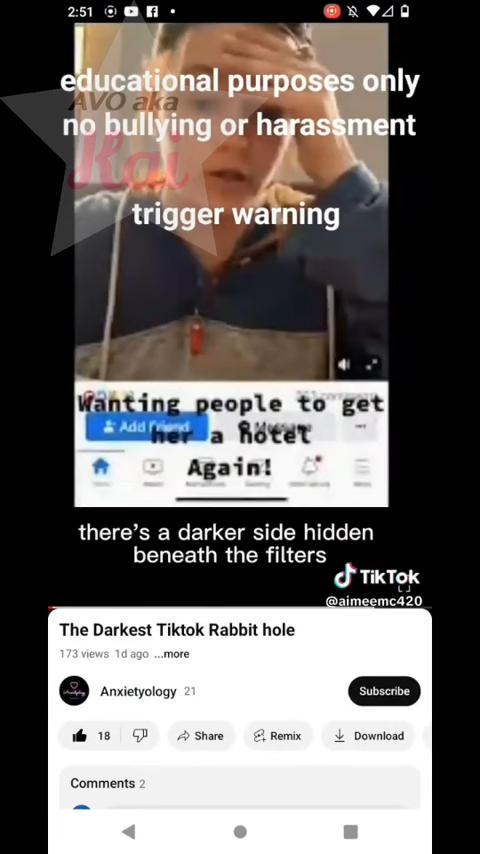 2:51
educational purposes only
AVO aka
no bullying or harassment
Kai
trigger warning
Wanting people to get
Add Friend
her a hotel
Again!
there's a darker side hidden
beneath the filters
TikTok
@aimeemc420
The Darkest Tiktok Rabbit hole
173 views 1d ago ...more
Anxietyology 21
Subscribe
18 Share Remix Download
Comments 2